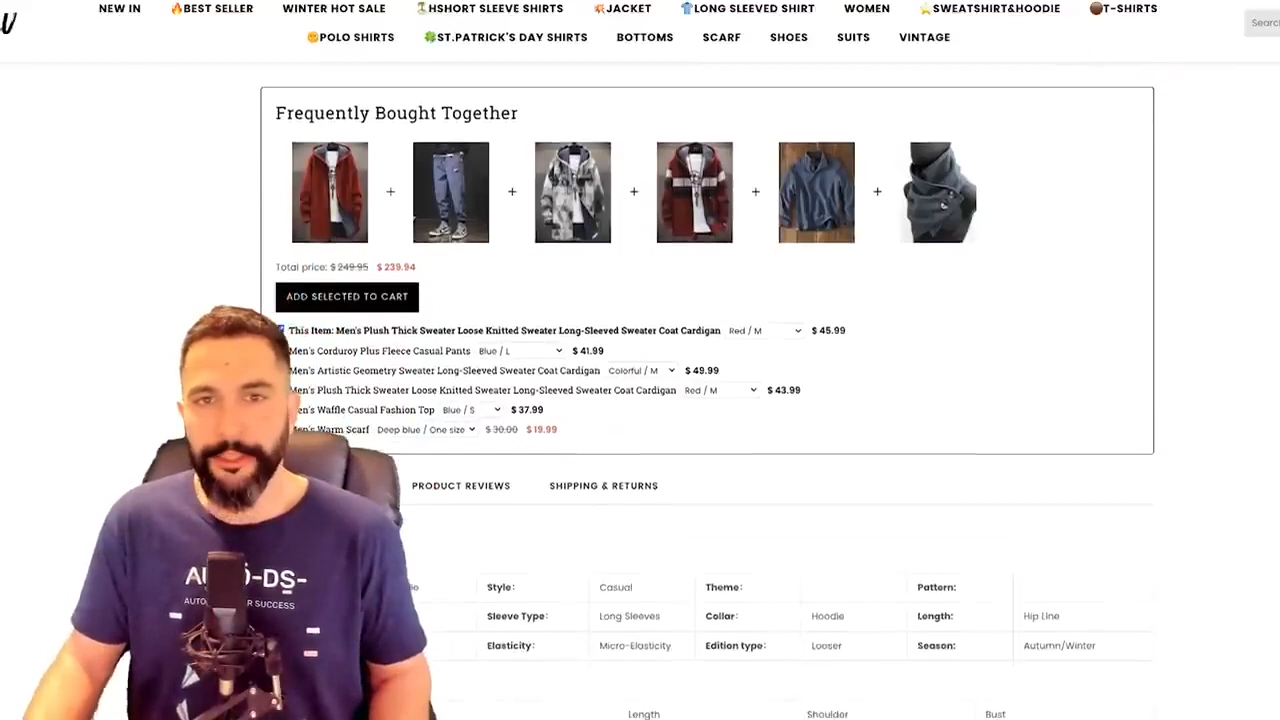 NEW IN 🔥BEST SELLER WINTER HOT SALE HSHORT SLEEVE SHIRTS 💥JACKET 👕LONG SLEEVED SHIRT WOMEN ⭐SWEATSHIRT&HOODIE T-SHIRTS
Searc
🌞POLO SHIRTS 🍀ST.PATRICK'S DAY SHIRTS BOTTOMS SCARF SHOES SUITS VINTAGE
Frequently Bought Together
+ + + + +
Total price: $ 249.95 $ 239.94
ADD SELECTED TO CART
This Item: Men's Plush Thick Sweater Loose Knitted Sweater Long-Sleeved Sweater Coat Cardigan Red / M $ 45.99
Men's Corduroy Plus Fleece Casual Pants Blue / L $ 41.99
Men's Artistic Geometry Sweater Long-Sleeved Sweater Coat Cardigan Colorful / M $ 49.99
Men's Plush Thick Sweater Loose Knitted Sweater Long-Sleeved Sweater Coat Cardigan Red / M $ 43.99
Men's Waffle Casual Fashion Top Blue / S $ 37.99
Men's Warm Scarf Deep blue / One size $ 30.00 $ 19.99
PRODUCT REVIEWS SHIPPING & RETURNS
Style: Casual Theme: Pattern:
Sleeve Type: Long Sleeves Collar: Hoodie Length: Hip Line
Elasticity: Micro-Elasticity Edition type: Looser Season: Autumn/Winter
Length Shoulder Bust
-DS-
SUCCESS